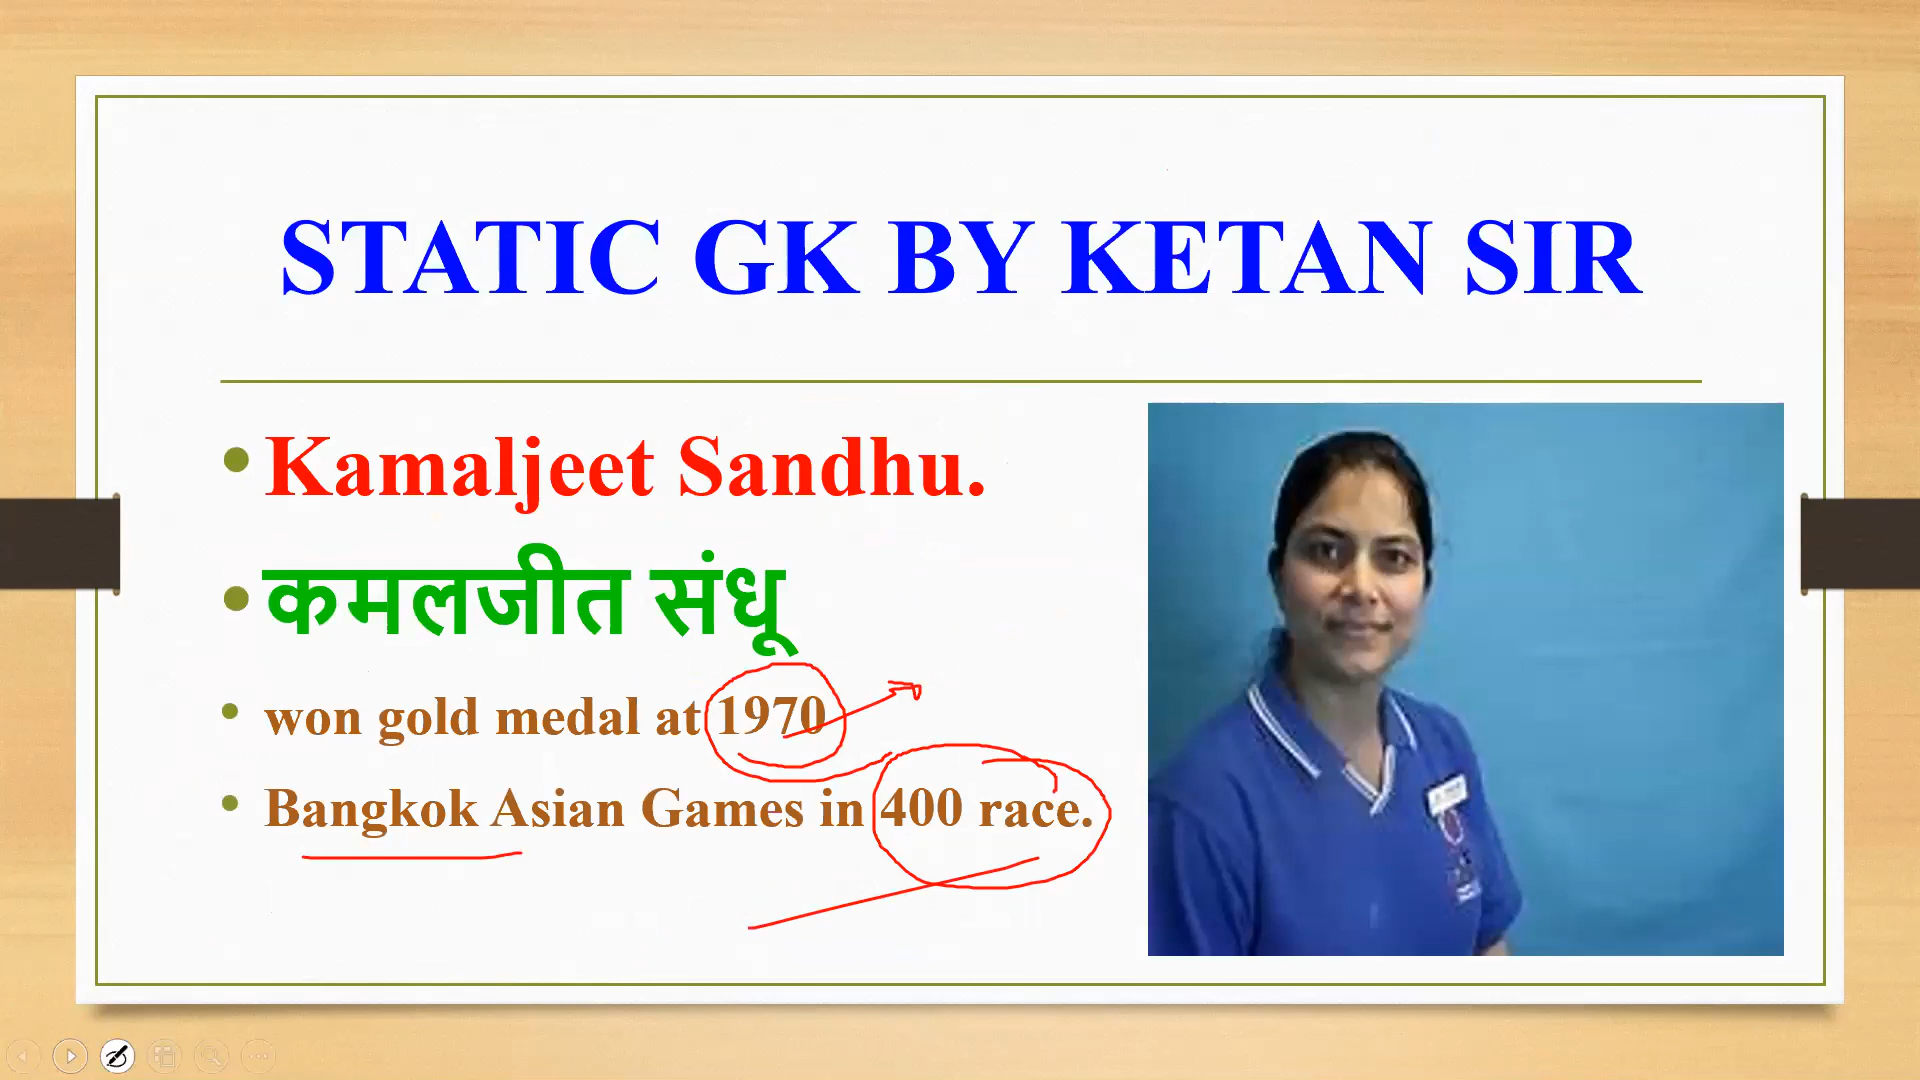 STATIC GK BY KETAN SIR
Kamaljeet Sandhu.
कमलजीत संधू
won gold medal at 1970
Bangkok Asian Games in 400 race.